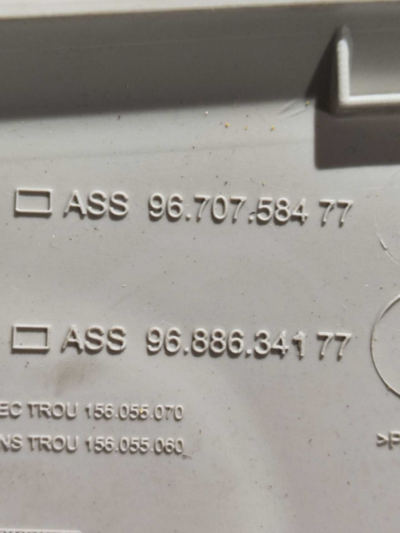 ASS 96.707.584 77
ASS 96.886.341 77
EC TROU 156.055.070
NS TROU 156.055.060
>P